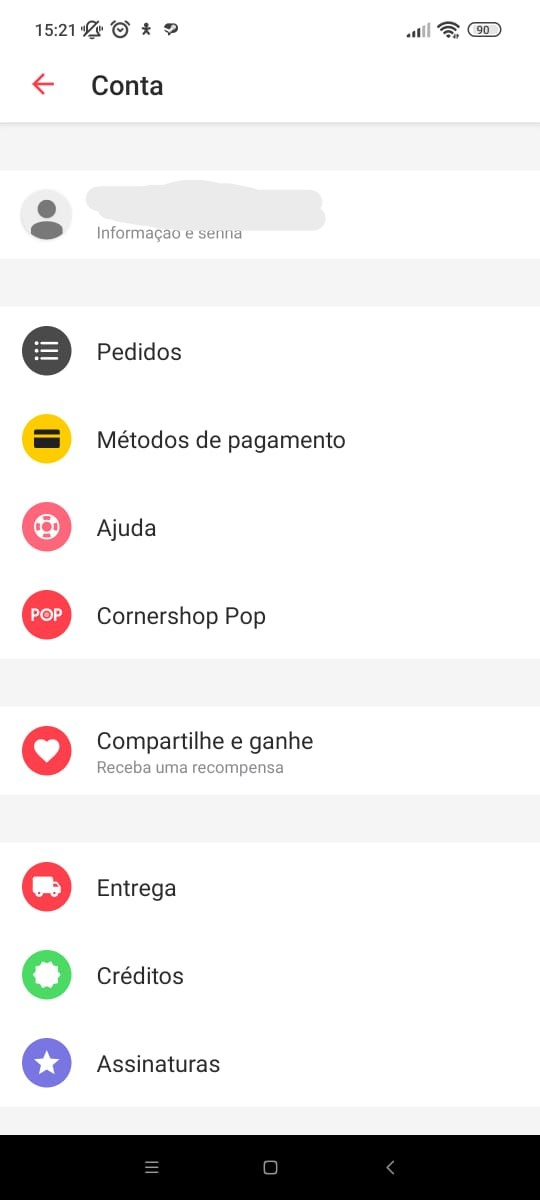 15:21
90
Conta
Informação e senha
Pedidos
Métodos de pagamento
Ajuda
POP
Cornershop Pop
Compartilhe e ganhe
Receba uma recompensa
Entrega
Créditos
Assinaturas